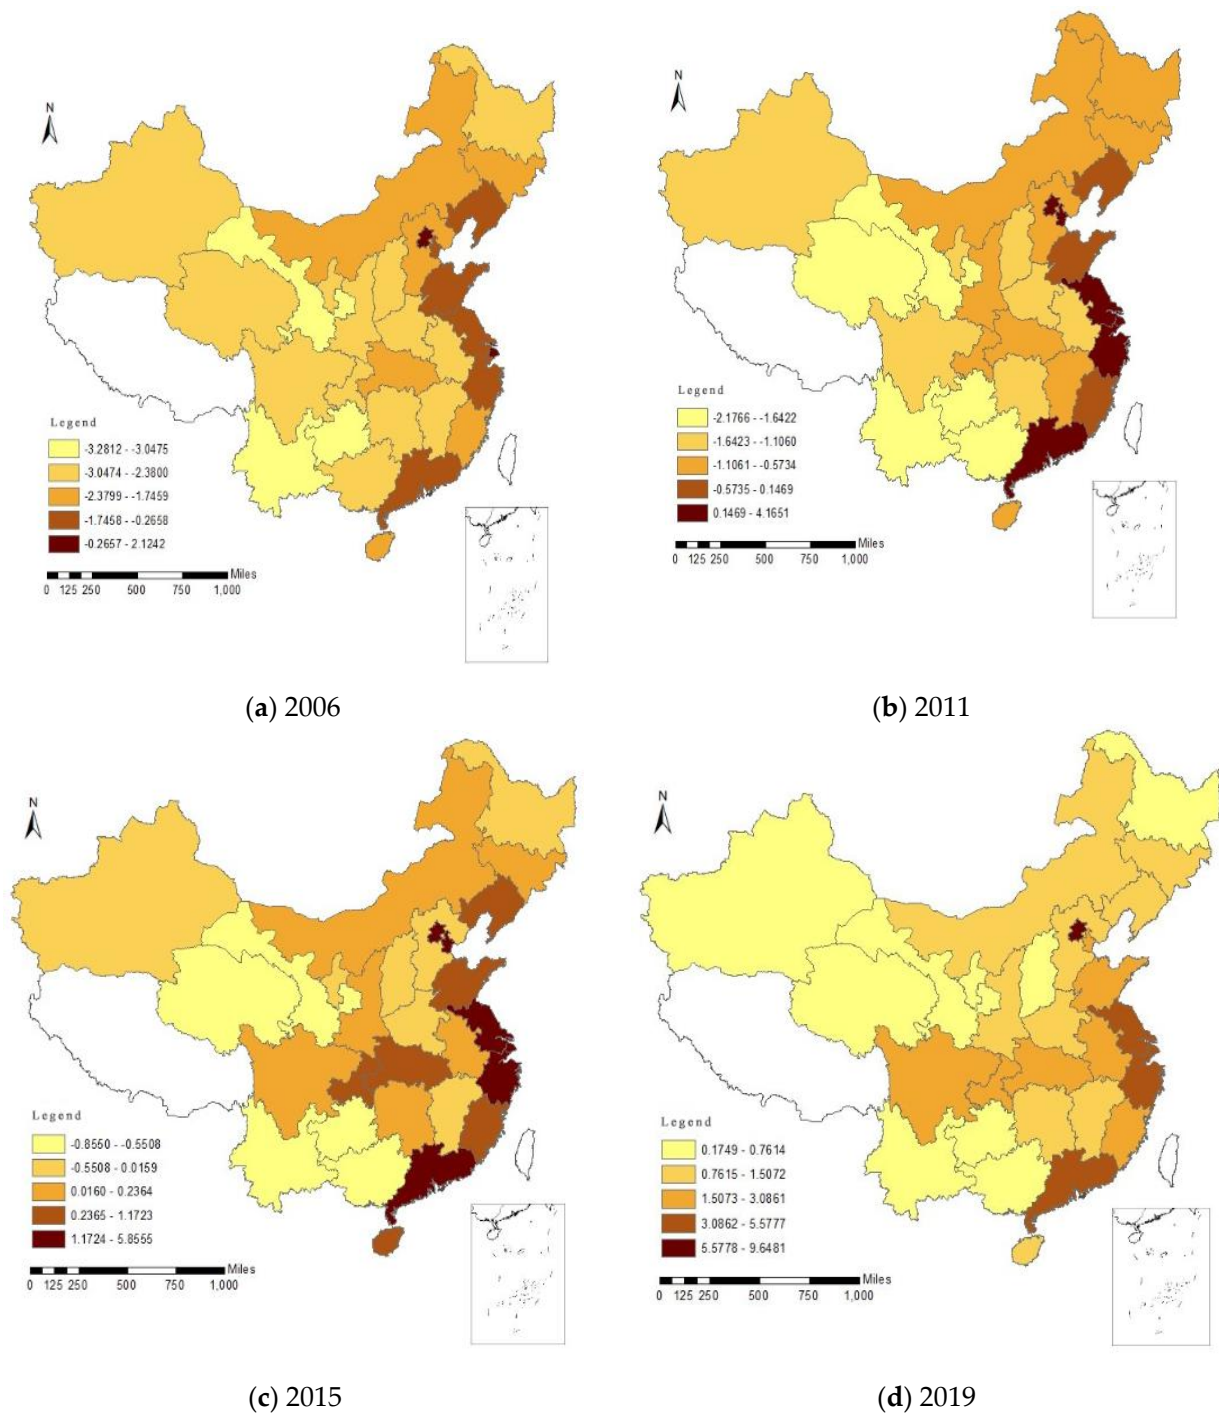 N
Legend
-3.2812 - -3.0475
-3.0474 - -2.3800
-2.3799 - -1.7459
-1.7458 - -0.2658
-0.2657 - 2.1242
Miles
0 125 250 500 750 1,000
(a) 2006
N
Legend
-2.1766 - -1.6422
-1.6423 - -1.1060
-1.1061 - -0.5734
-0.5735 - 0.1469
0.1469 - 4.1651
Miles
0 125 250 500 750 1,000
(b) 2011
N
Legend
-0.8550 - -0.5508
-0.5508 - 0.0159
0.0160 - 0.2364
0.2365 - 1.1723
1.1724 - 5.8555
Miles
0 125 250 500 750 1,000
(c) 2015
N
Legend
0.1749 - 0.7614
0.7615 - 1.5072
1.5073 - 3.0861
3.0862 - 5.5777
5.5778 - 9.6481
Miles
0 125 250 500 750 1,000
(d) 2019